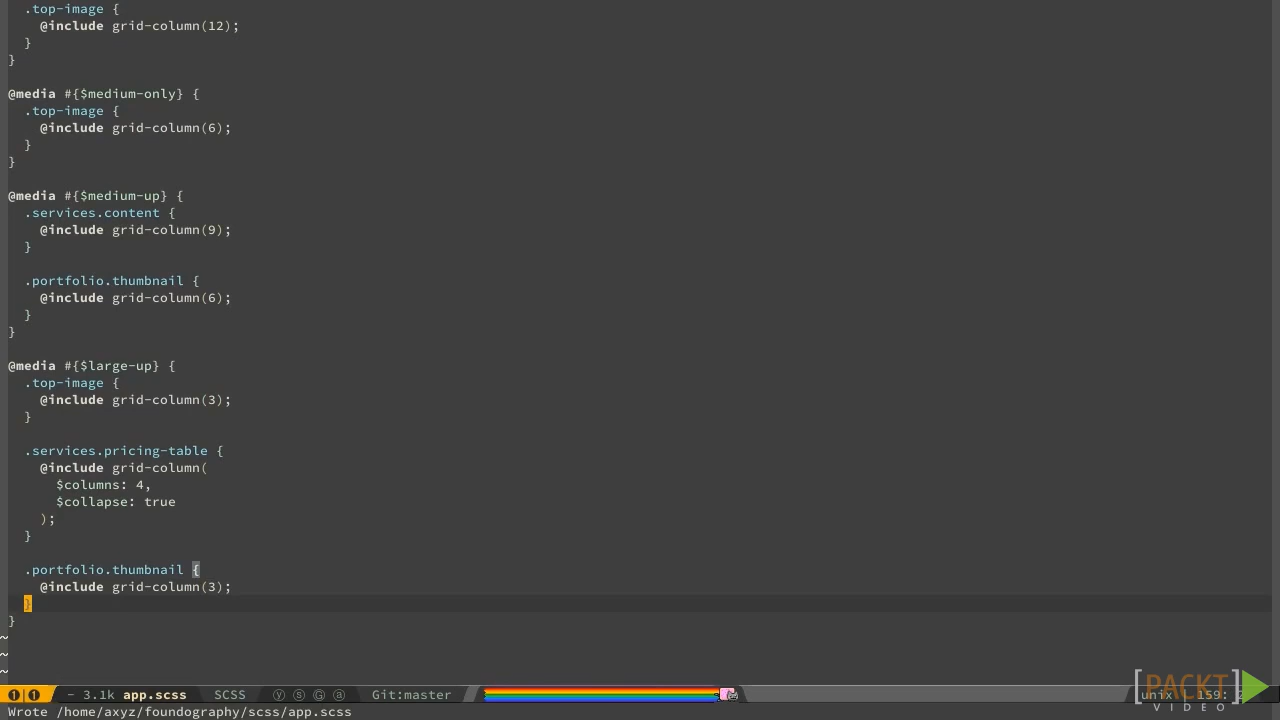 .top-image {
@include grid-column(12);
}
}
@media #{$medium-only} {
.top-image {
@include grid-column(6);
}
}
@media #{$medium-up} {
.services.content {
@include grid-column(9);
}
.portfolio.thumbnail {
@include grid-column(6);
}
}
@media #{$large-up} {
.top-image {
@include grid-column(3);
}
.services.pricing-table {
@include grid-column(
$columns: 4,
$collapse: true
);
}
.portfolio.thumbnail {
@include grid-column(3);
}
}
~
~
~
❶|❶ - 3.1k app.scss SCSS ⓨ ⓢ Ⓖ ⓐ Git:master unix | 159: 2
[PACKT]
VIDEO
Wrote /home/axyz/foundography/scss/app.scss